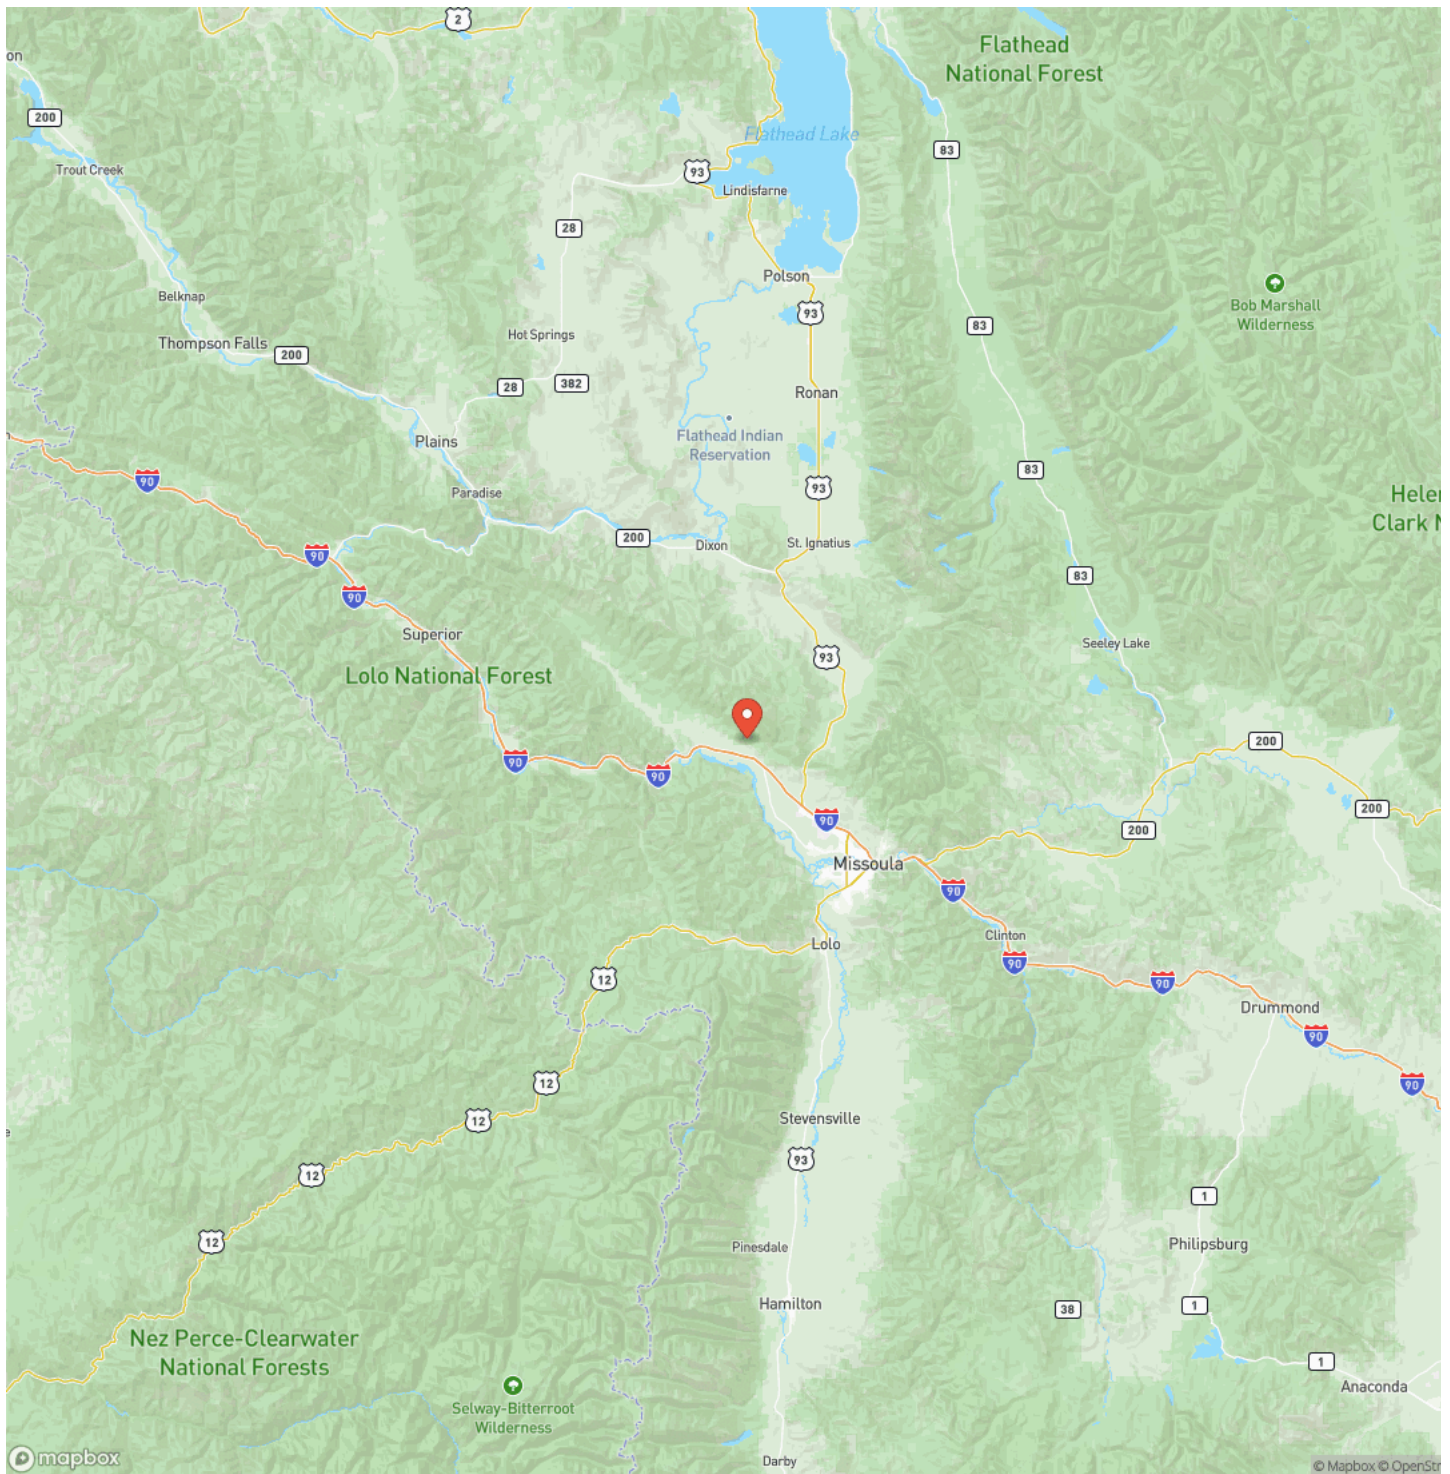 2
Flathead
National Forest
on
200
Flathead Lake
83
Trout Creek
93
Lindisfarne
28
Polson
Belknap
93
Bob Marshall
Wilderness
83
Hot Springs
Thompson Falls
200
28
382
Ronan
Plains
Flathead Indian
Reservation
83
90
Paradise
93
Helen
Clark N
200
Dixon
St. Ignatius
90
83
90
Superior
Seeley Lake
93
Lolo National Forest
200
90
90
200
90
200
Missoula
90
Clinton
Lolo
90
12
90
Drummond
90
12
90
12
Stevensville
93
12
1
12
Pinesdale
Philipsburg
Hamilton
38
1
Nez Perce-Clearwater
National Forests
1
Anaconda
Selway-Bitterroot
Wilderness
mapbox
Darby
© Mapbox © OpenStr